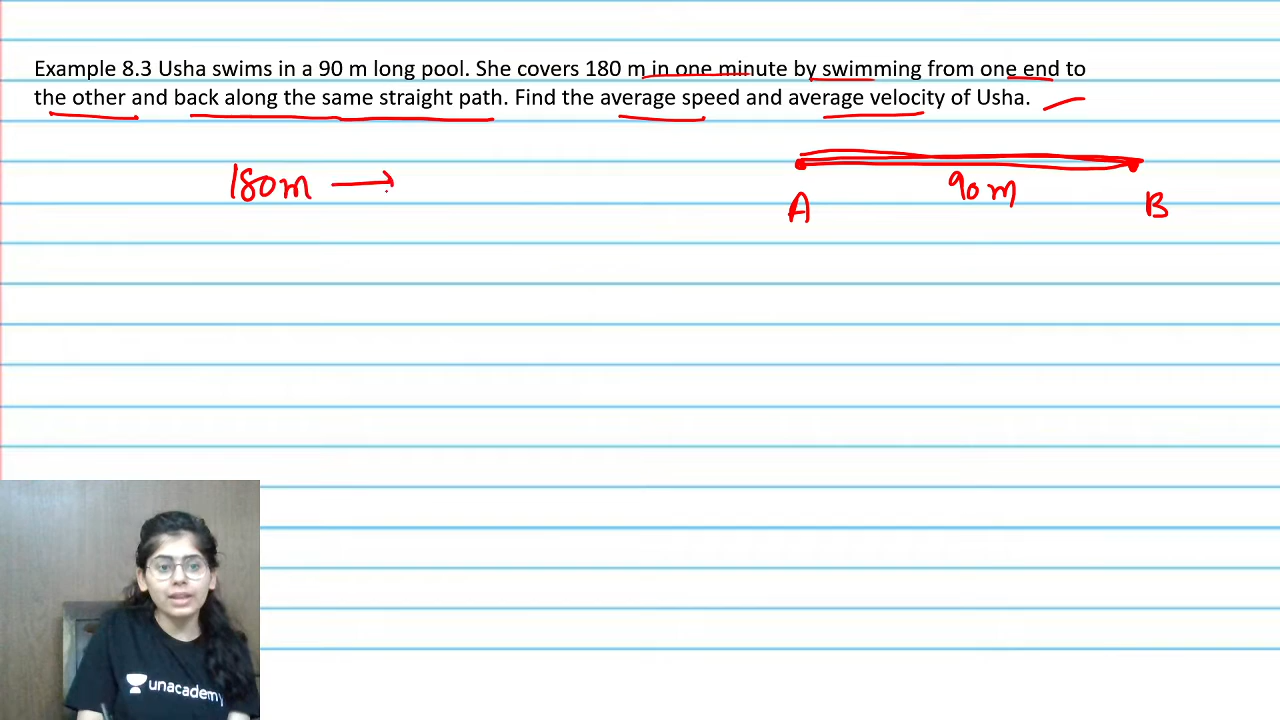 Example 8.3 Usha swims in a 90 m long pool. She covers 180 m in one minute by swimming from one end to
the other and back along the same straight path. Find the average speed and average velocity of Usha.
180m →
90 m
A B
unacademy